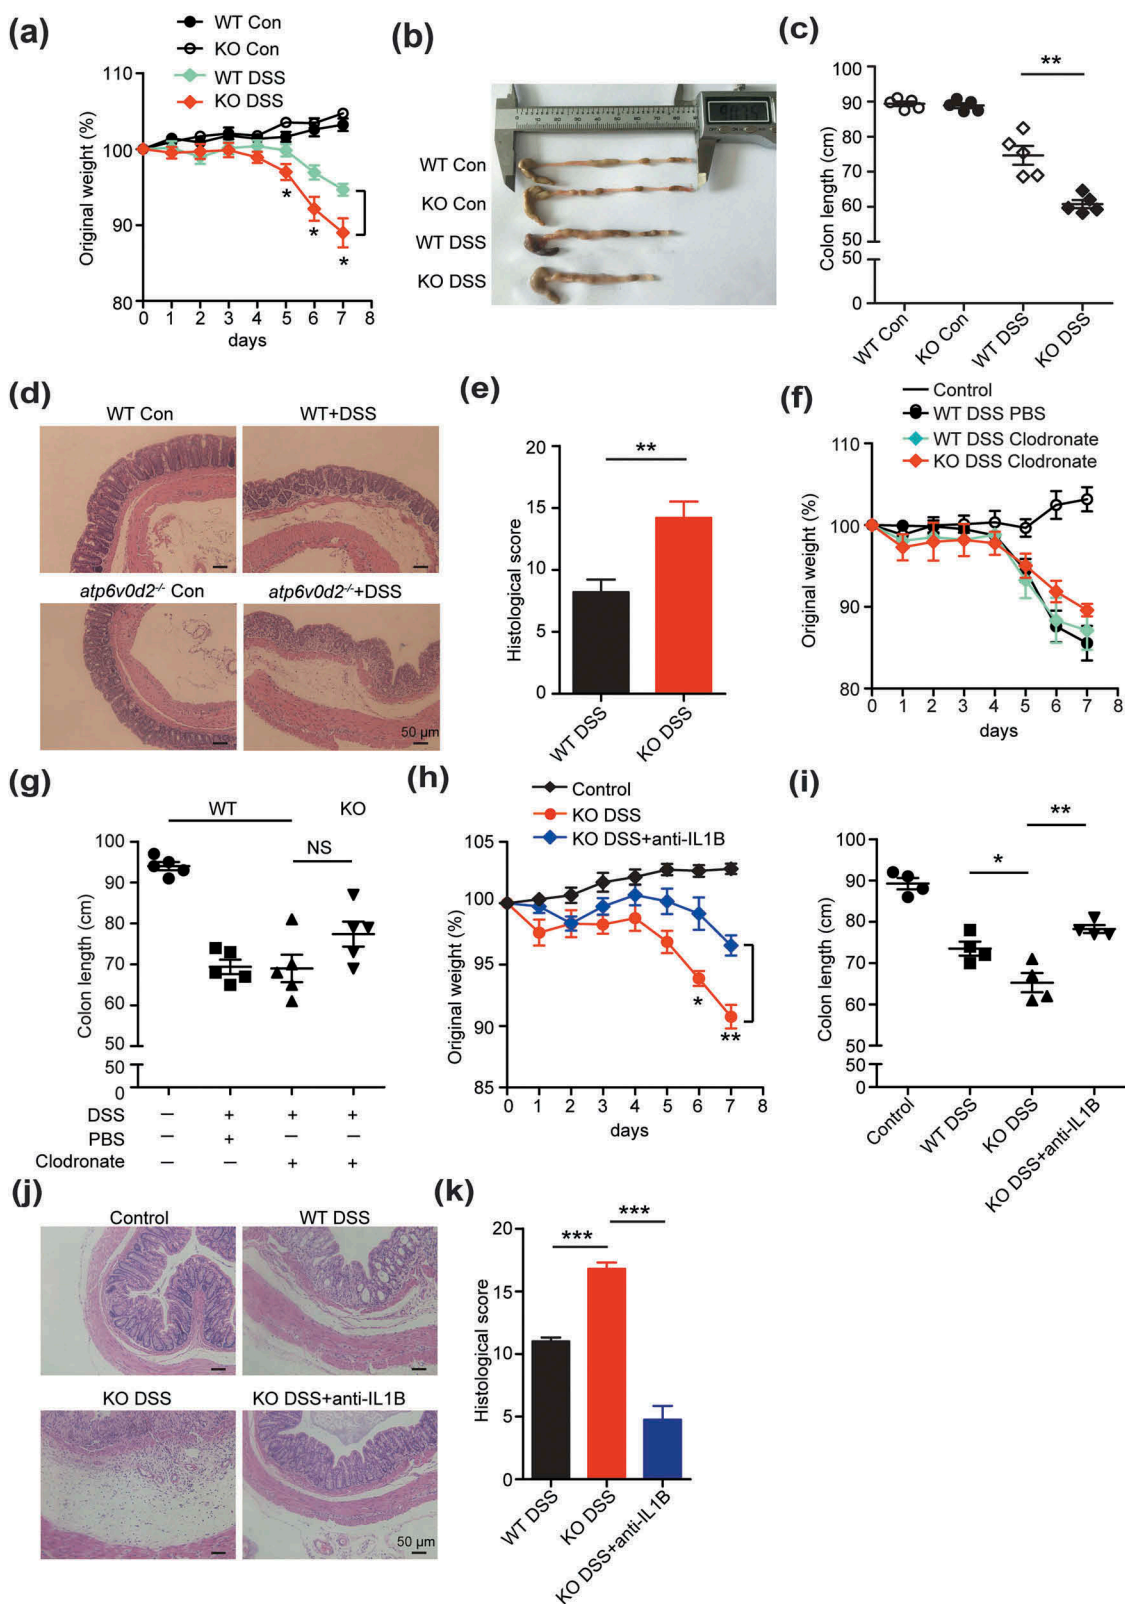 (a)
WT Con
KO Con
WT DSS
KO DSS
Original weight (%)
110
100
90
80
*
*
*
0 1 2 3 4 5 6 7 8
days
(b)
WT Con
KO Con
WT DSS
KO DSS
(c)
**
Colon length (cm)
100
90
80
70
60
50
50
0
WT Con
KO Con
WT DSS
KO DSS
(d)
WT Con
WT+DSS
atp6v0d2-/- Con
atp6v0d2-/-+DSS
50 μm
(e)
**
Histological score
20
15
10
5
0
WT DSS
KO DSS
(f)
Control
WT DSS PBS
WT DSS Clodronate
KO DSS Clodronate
Original weight (%)
110
100
90
80
0 1 2 3 4 5 6 7 8
days
(g)
WT
KO
NS
Colon length (cm)
100
90
80
70
60
50
50
0
DSS — + + +
PBS — + — —
Clodronate — — + +
(h)
Control
KO DSS
KO DSS+anti-IL1B
Original weight (%)
105
100
95
90
85
*
**
0 1 2 3 4 5 6 7 8
days
(i)
**
*
Colon length (cm)
100
90
80
70
60
50
50
0
Control
WT DSS
KO DSS
KO DSS+anti-IL1B
(j)
Control
WT DSS
KO DSS
KO DSS+anti-IL1B
50 μm
(k)
***
***
Histological score
20
15
10
5
0
WT DSS
KO DSS
KO DSS+anti-IL1B